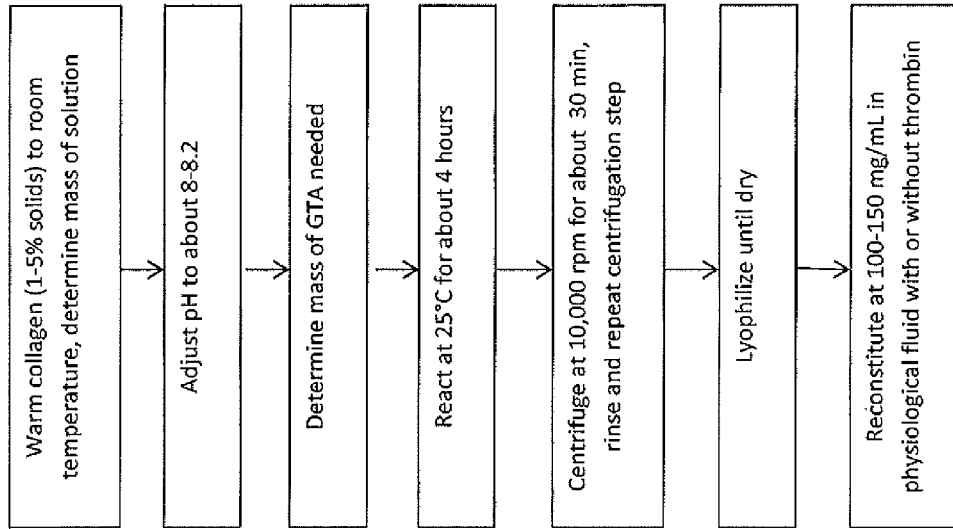 Warm collagen (1-5% solids) to room
temperature, determine mass of solution
Adjust pH to about 8-8.2
Determine mass of GTA needed
React at 25°C for about 4 hours
Centrifuge at 10,000 rpm for about 30 min,
rinse and repeat centrifugation step
Lyophilize until dry
Reconstitute at 100-150 mg/mL in
physiological fluid with or without thrombin